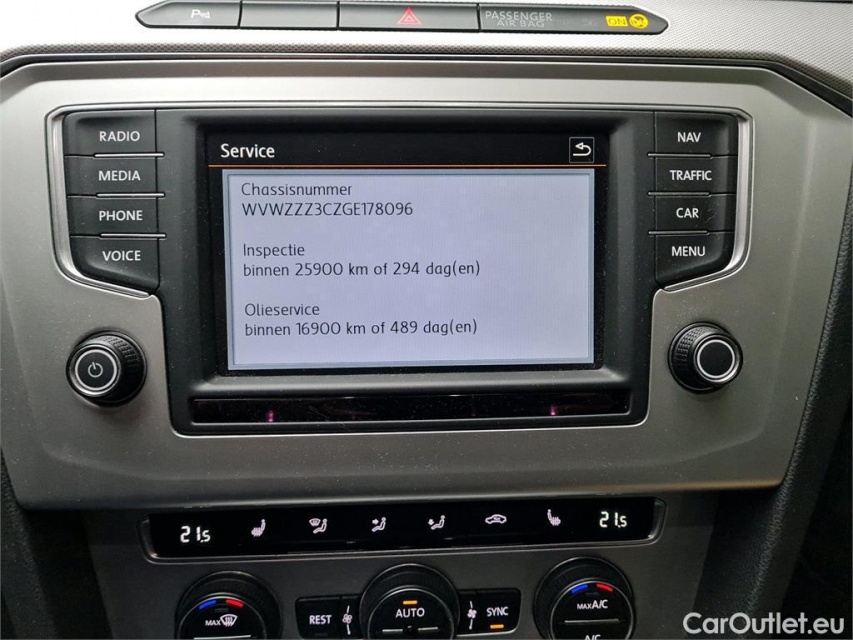 PASSENGER
AIR BAG
ON
RADIO
MEDIA
PHONE
VOICE
Service
Chassisnummer
WVWZZZ3CZGE178096
Inspectie
binnen 25900 km of 294 dag(en)
Olieservice
binnen 16900 km of 489 dag(en)
NAV
TRAFFIC
CAR
MENU
21.5
21.5
MAX
REST
AUTO
SYNC
MAX A/C
A/C
CarOutlet.eu